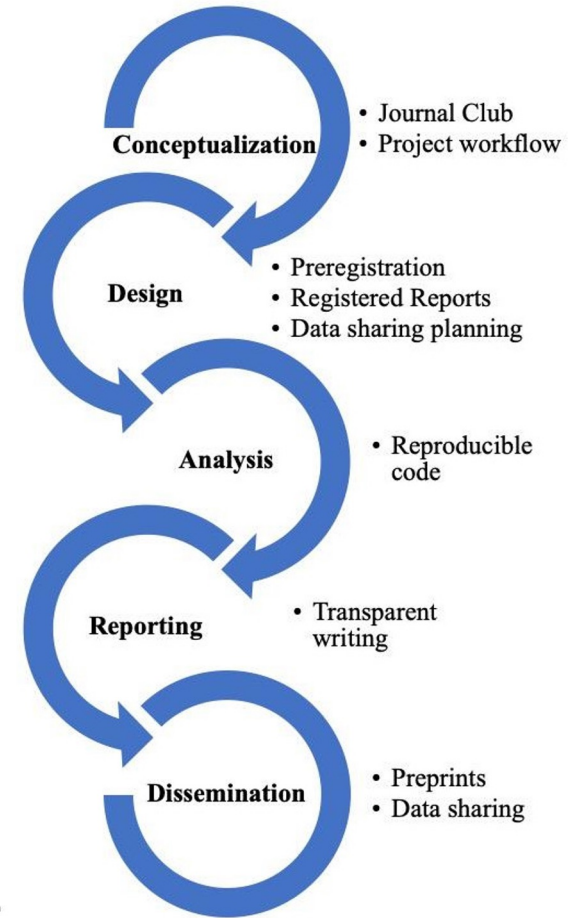 • Journal Club
Conceptualization • Project workflow
• Preregistration
Design • Registered Reports
• Data sharing planning
• Reproducible
Analysis code
• Transparent
Reporting writing
• Preprints
Dissemination • Data sharing